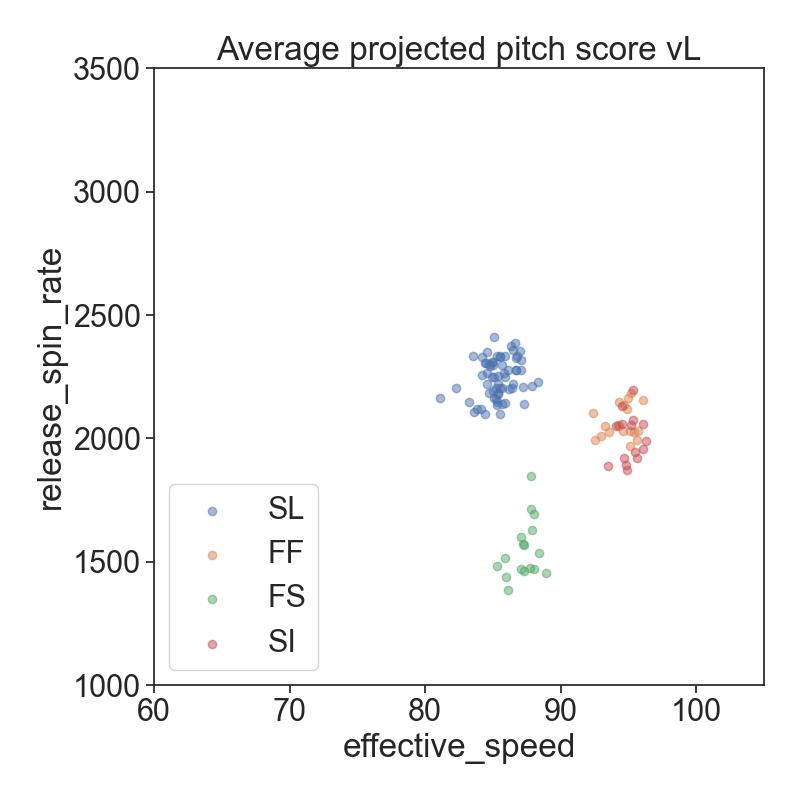 Average projected pitch score vL
3500
3000
2500
2000
1500
1000
release_spin_rate
SL
FF
FS
SI
60 70 80 90 100
effective_speed